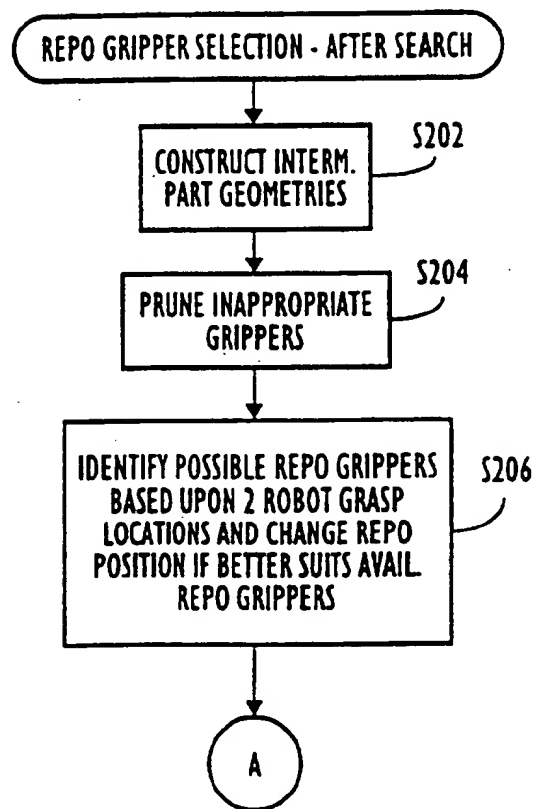 REPO GRIPPER SELECTION - AFTER SEARCH
S202
CONSTRUCT INTERM.
PART GEOMETRIES
S204
PRUNE INAPPROPRIATE
GRIPPERS
S206
IDENTIFY POSSIBLE REPO GRIPPERS
BASED UPON 2 ROBOT GRASP
LOCATIONS AND CHANGE REPO
POSITION IF BETTER SUITS AVAIL.
REPO GRIPPERS
A